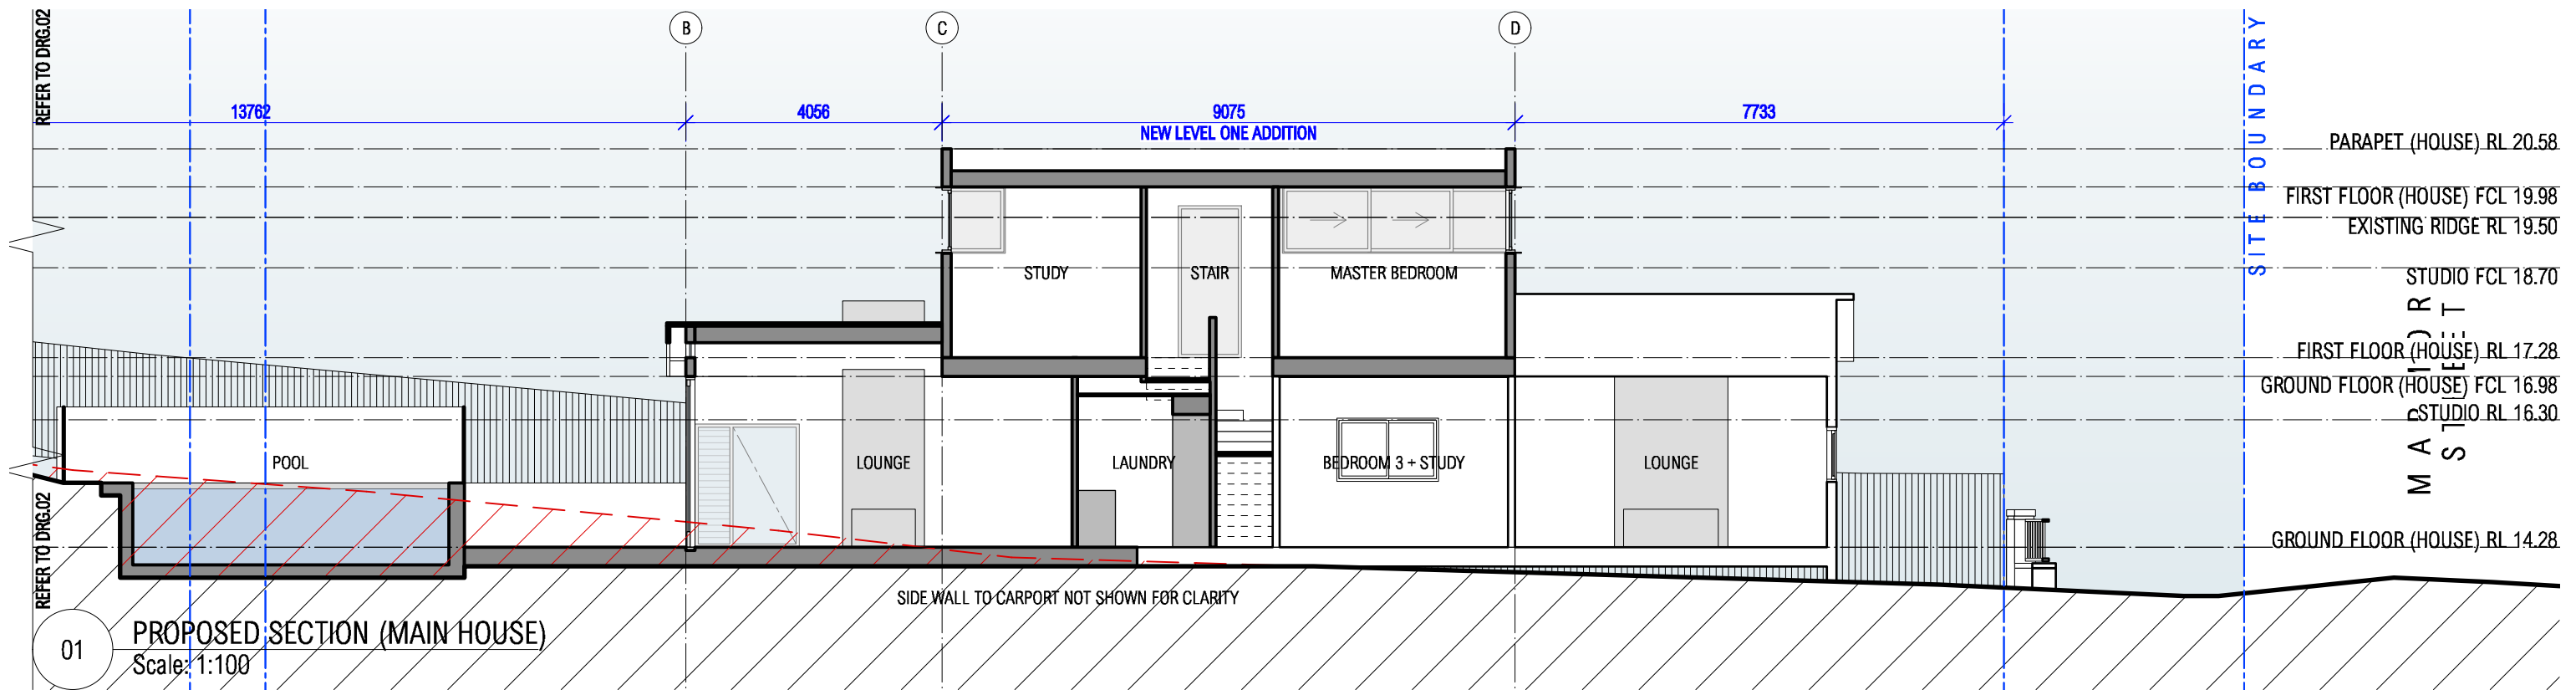 REFER TO DRG.02
B
C
D
13762
4056
9075
7733
NEW LEVEL ONE ADDITION
SITE BOUNDARY
PARAPET (HOUSE) RL 20.58
FIRST FLOOR (HOUSE) FCL 19.98
EXISTING RIDGE RL 19.50
STUDIO FCL 18.70
FIRST FLOOR (HOUSE) RL 17.28
GROUND FLOOR (HOUSE) FCL 16.98
STUDIO RL 16.30
GROUND FLOOR (HOUSE) RL 14.28
STUDY
STAIR
MASTER BEDROOM
POOL
LOUNGE
LAUNDRY
BEDROOM 3 + STUDY
LOUNGE
REFER TO DRG.02
SIDE WALL TO CARPORT NOT SHOWN FOR CLARITY
01
PROPOSED SECTION (MAIN HOUSE)
Scale: 1:100